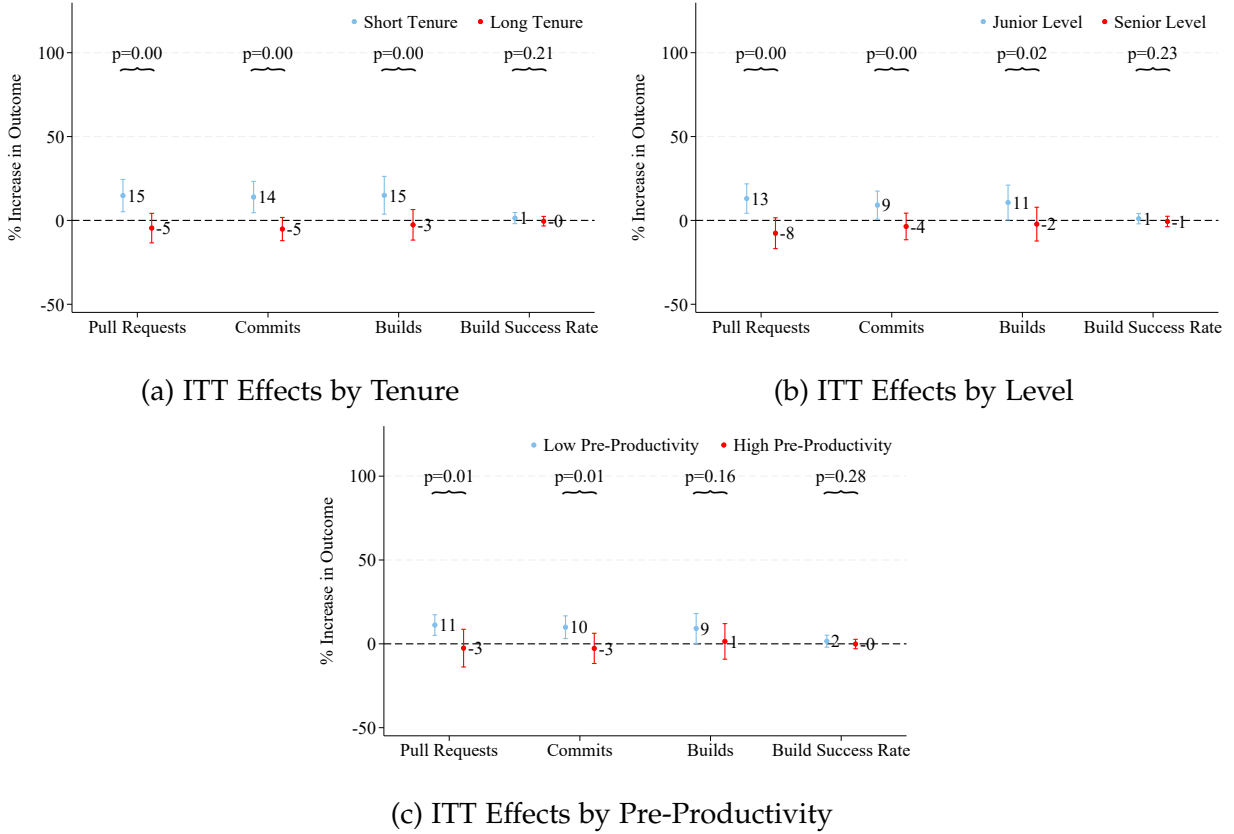 Short Tenure Long Tenure
% Increase in Outcome
100
50
0
-50
p=0.00 p=0.00 p=0.00 p=0.21
15 -5 14 -5 15 -3 1 -0
Pull Requests Commits Builds Build Success Rate
(a) ITT Effects by Tenure
Junior Level Senior Level
% Increase in Outcome
100
50
0
-50
p=0.00 p=0.00 p=0.02 p=0.23
13 -8 9 -4 11 -2 1 -1
Pull Requests Commits Builds Build Success Rate
(b) ITT Effects by Level
Low Pre-Productivity High Pre-Productivity
% Increase in Outcome
100
50
0
-50
p=0.01 p=0.01 p=0.16 p=0.28
11 -3 10 -3 9 1 2 -0
Pull Requests Commits Builds Build Success Rate
(c) ITT Effects by Pre-Productivity